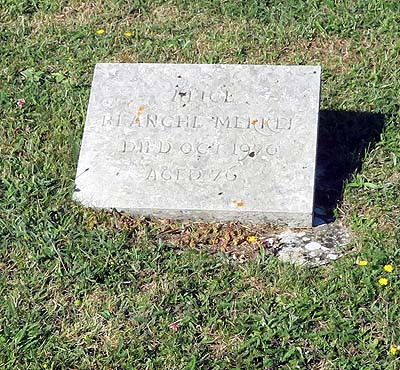 ALICE
BLANCHE MERKEL
DIED OCT 1970
AGED 76